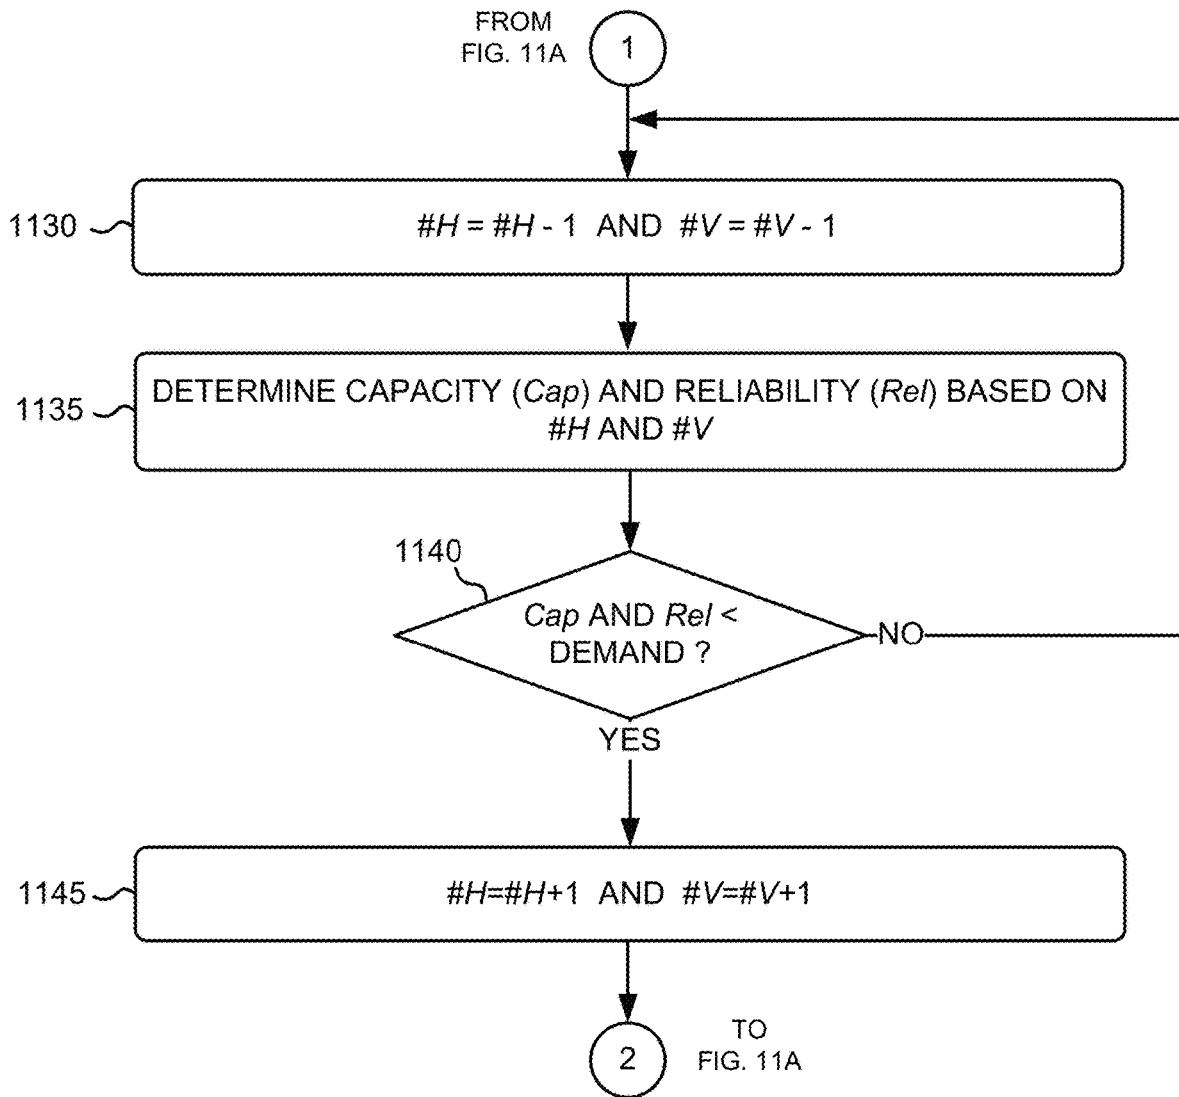 FROM
FIG. 11A
1
1130
#H = #H - 1 AND #V = #V - 1
1135
DETERMINE CAPACITY (Cap) AND RELIABILITY (Rel) BASED ON
#H AND #V
1140
Cap AND Rel <
DEMAND ?
NO
YES
1145
#H=#H+1 AND #V=#V+1
2
TO
FIG. 11A